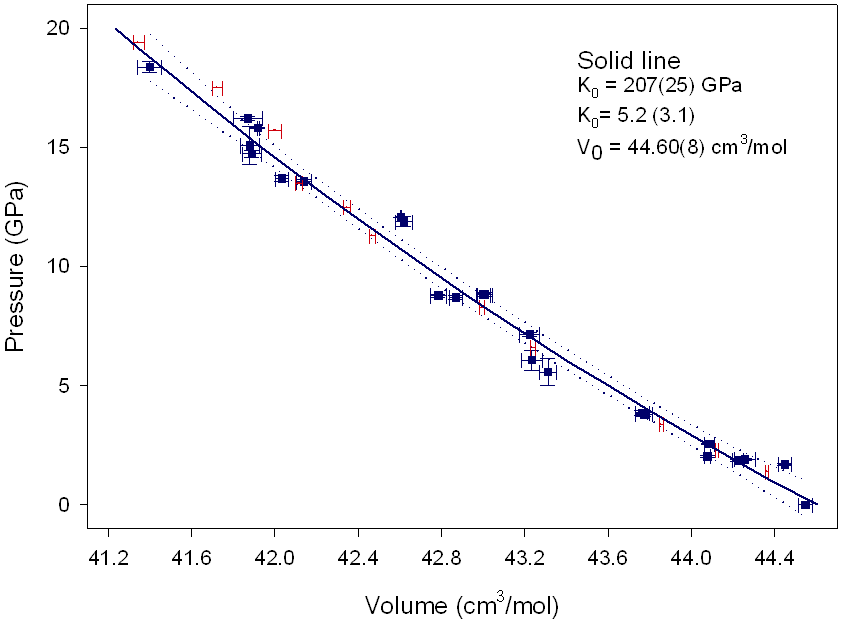 20
15
10
5
0
Pressure (GPa)
Solid line
K0 = 207(25) GPa
K0= 5.2 (3.1)
V0 = 44.60(8) cm3/mol
41.2 41.6 42.0 42.4 42.8 43.2 43.6 44.0 44.4
Volume (cm3/mol)